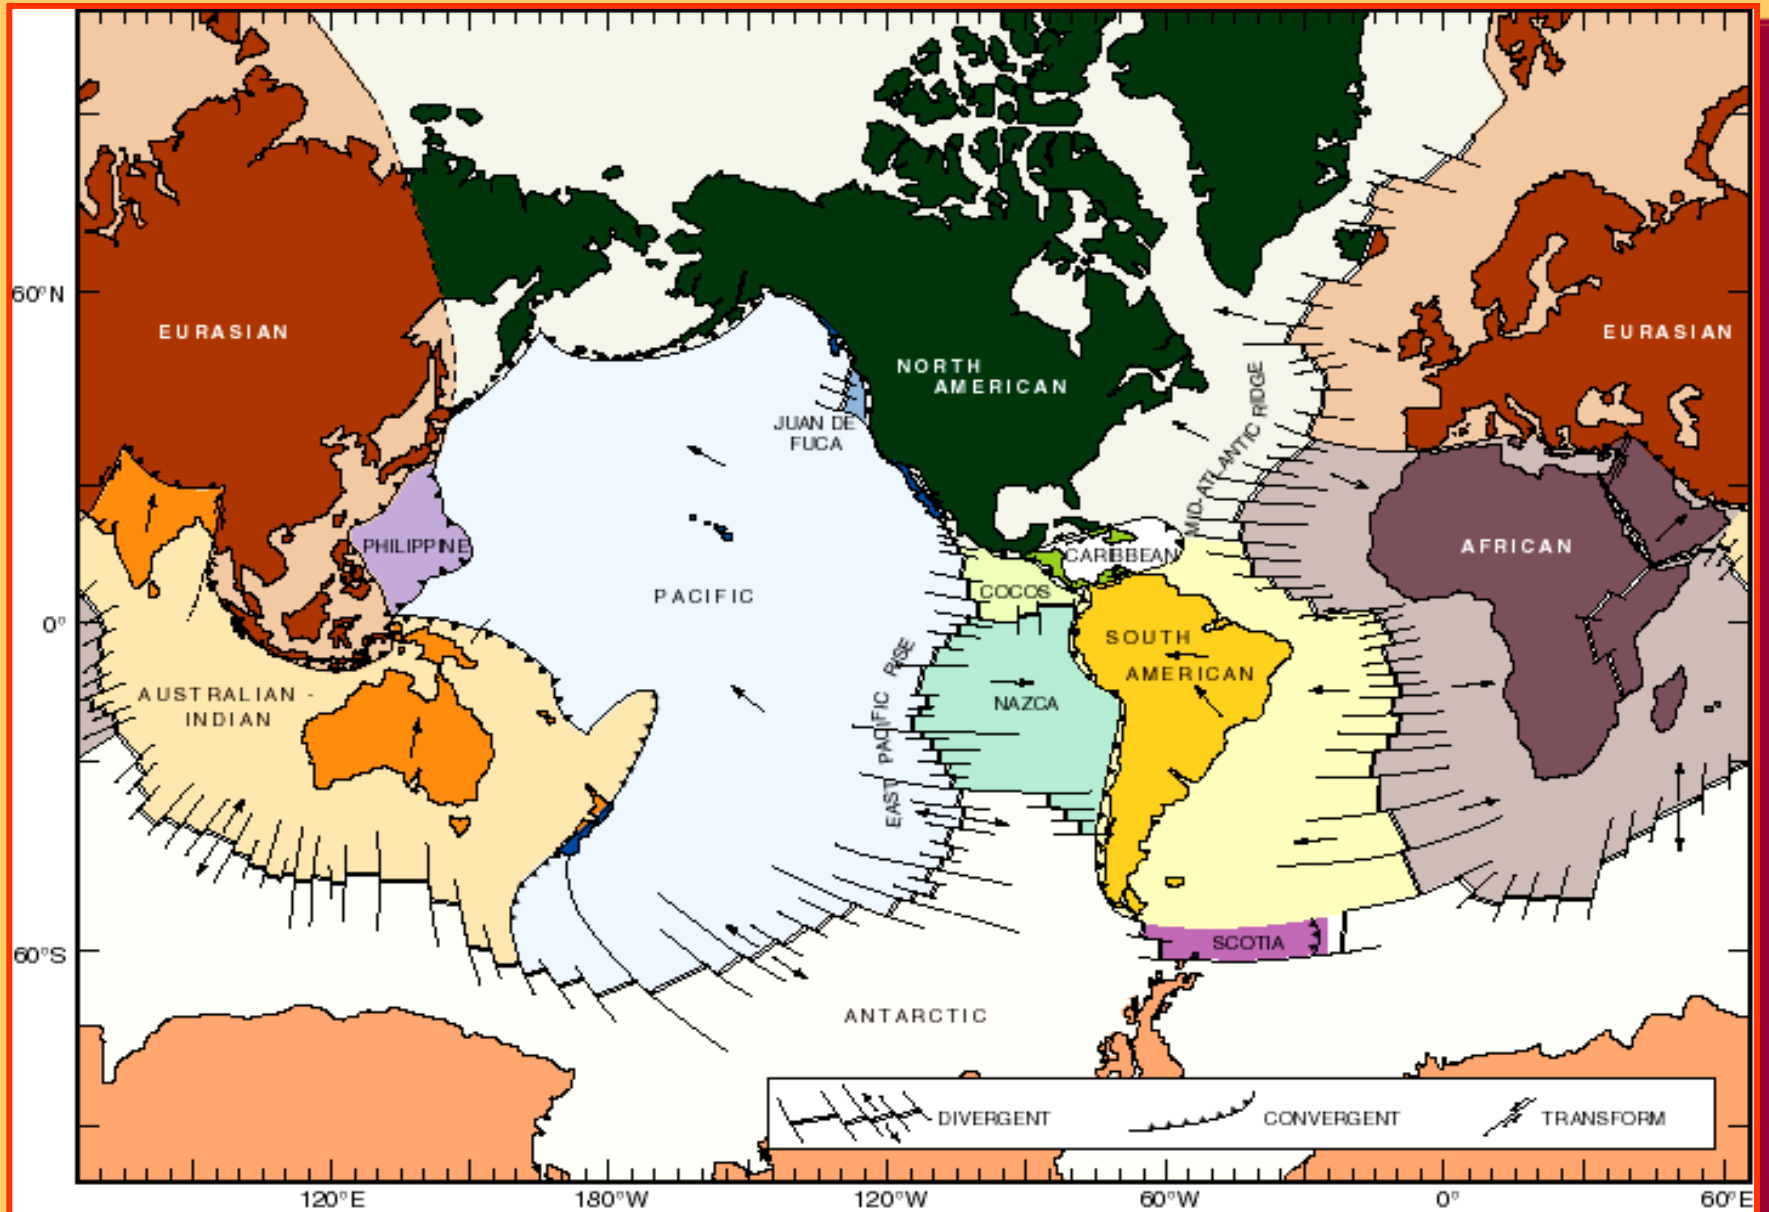 60°N
0°
60°S
EURASIAN
NORTH
AMERICAN
EURASIAN
JUAN DE
FUCA
MID-ATLANTIC RIDGE
PHILIPPINE
PACIFIC
CARIBBEAN
COCOS
AFRICAN
SOUTH
AMERICAN
AUSTRALIAN -
INDIAN
NAZCA
EAST PACIFIC RISE
SCOTIA
ANTARCTIC
DIVERGENT
CONVERGENT
TRANSFORM
120°E
180°W
120°W
60°W
0°
60°E